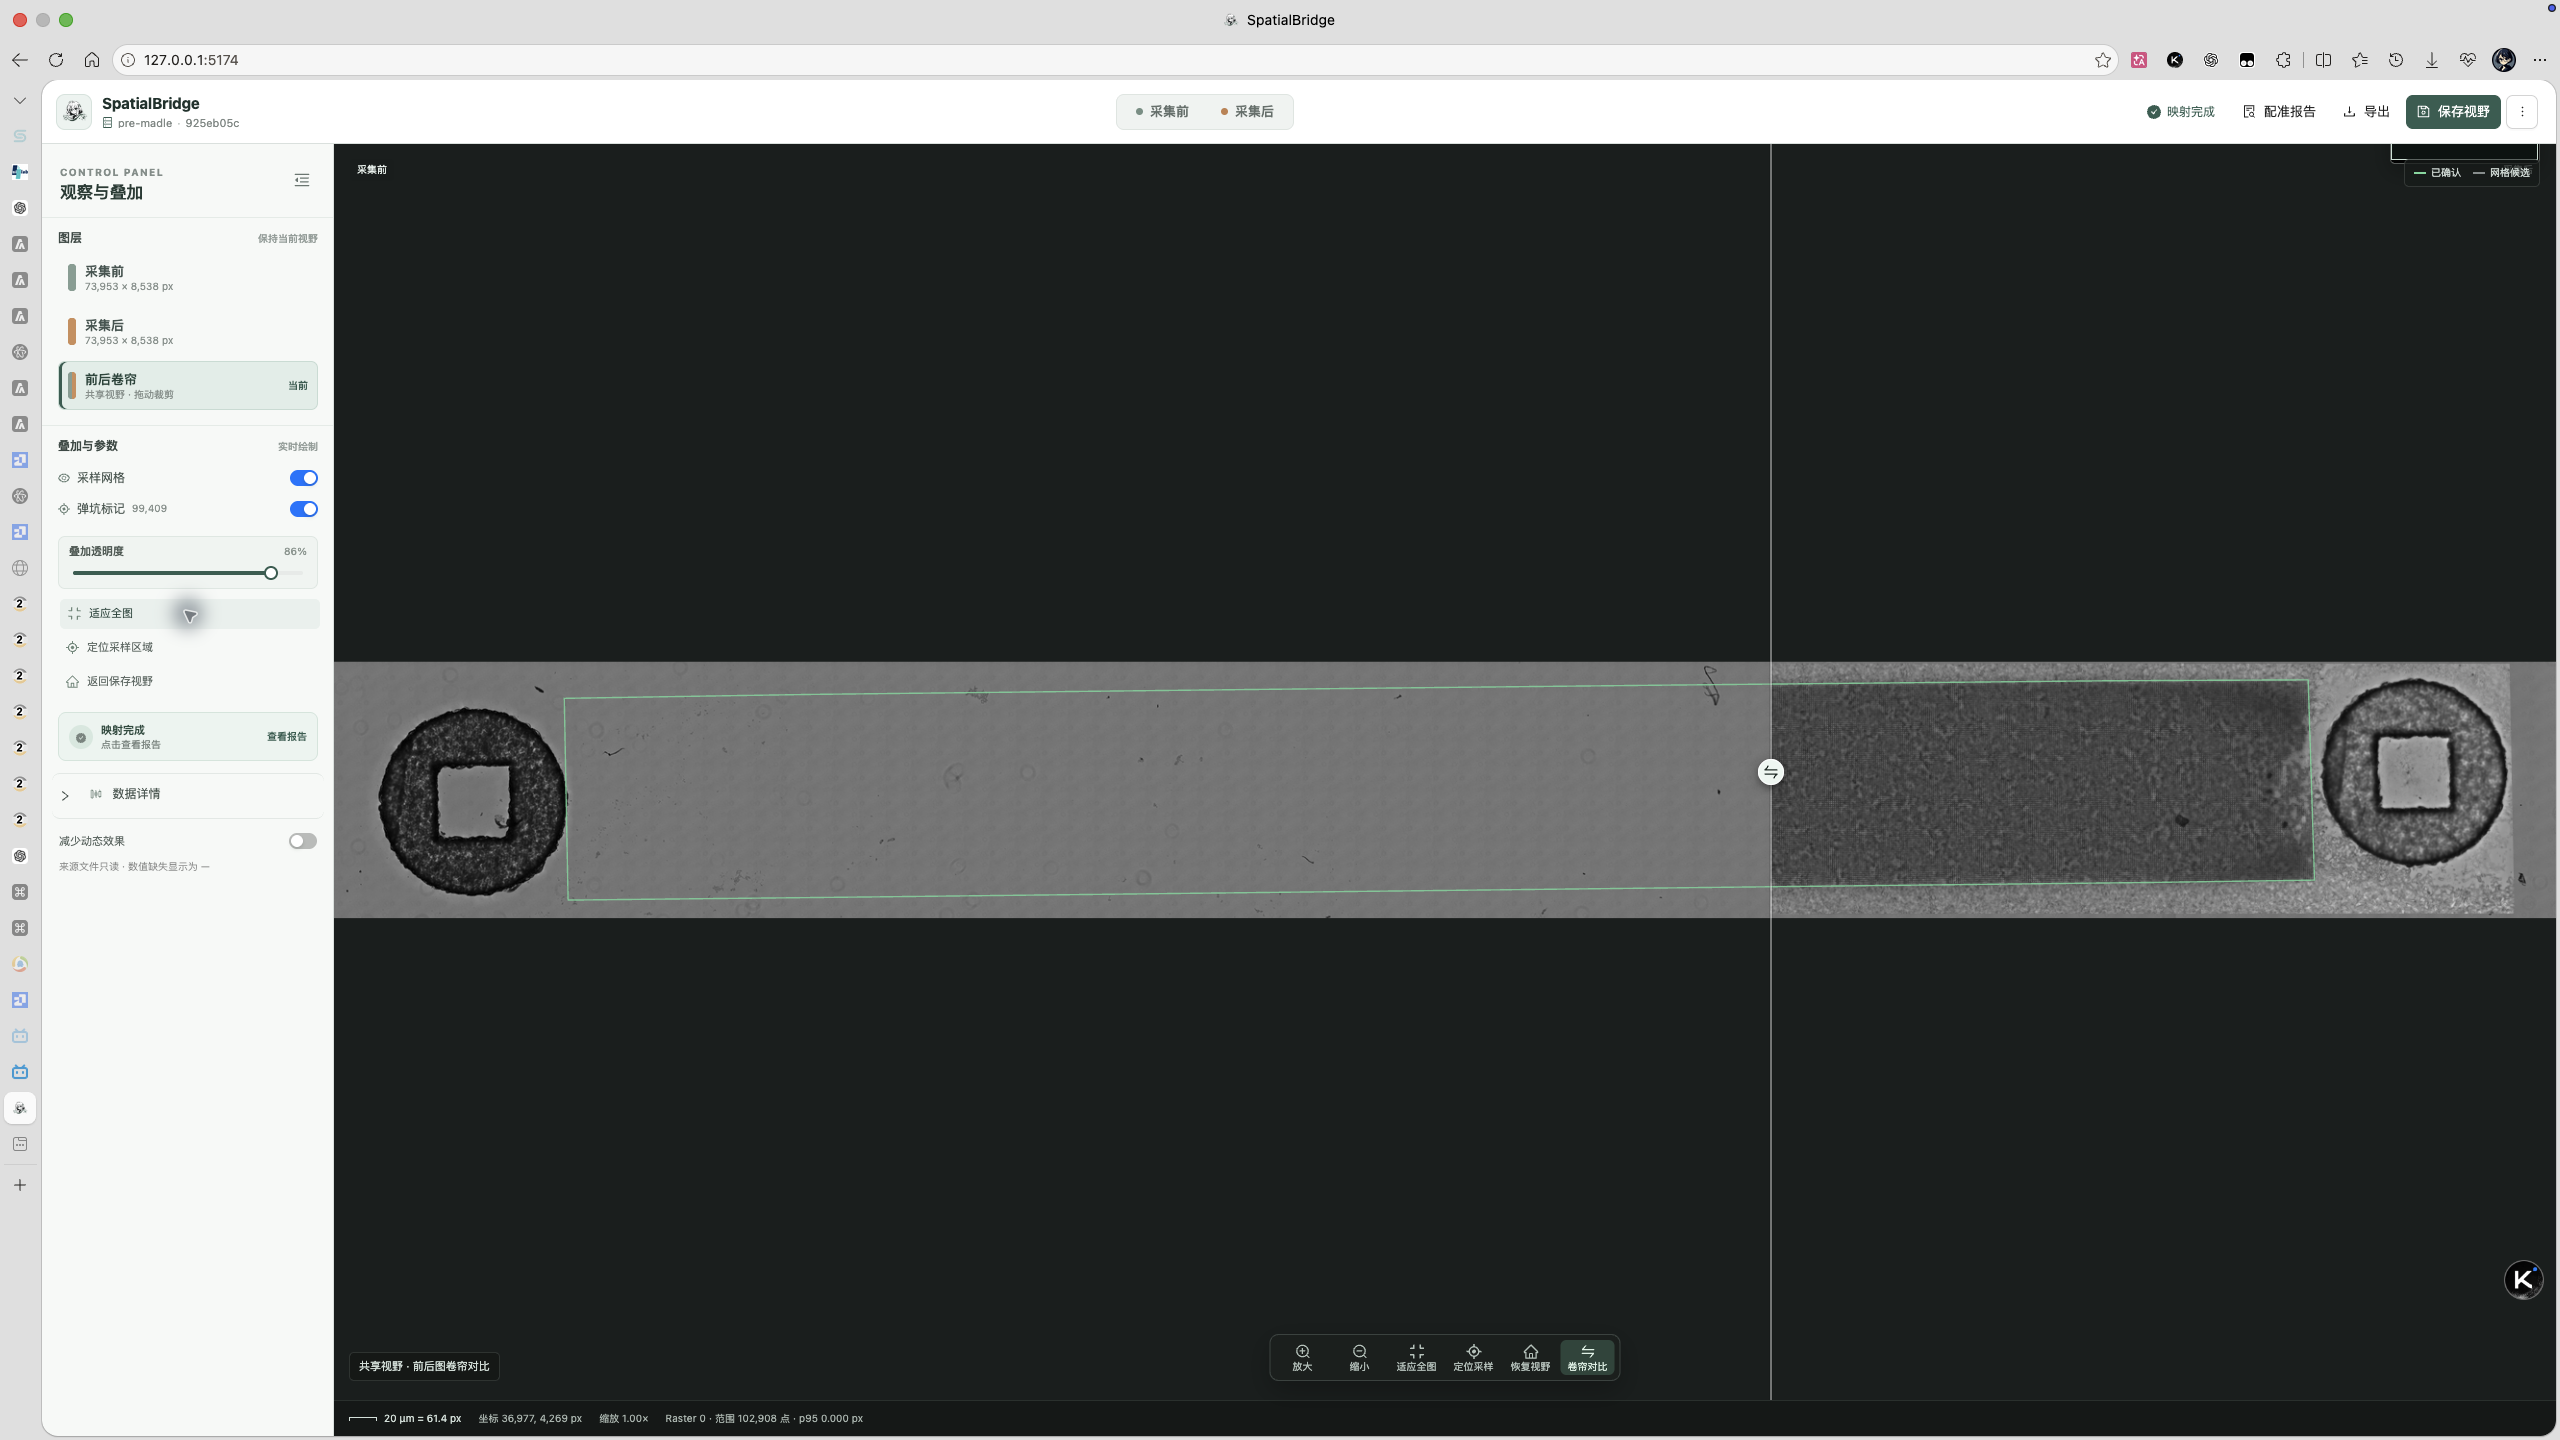 SpatialBridge
127.0.0.1:5174
SpatialBridge
pre-madle · 925eb05c
采集前
采集后
映射完成
配准报告
导出
保存视野
CONTROL PANEL
观察与叠加
图层
保持当前视野
采集前
73,953 × 8,538 px
采集后
73,953 × 8,538 px
前后卷帘
共享视野 · 拖动裁剪
当前
叠加与参数
实时绘制
采样网格
弹坑标记 99,409
叠加透明度
86%
适应全图
定位采样区域
返回保存视野
映射完成
点击查看报告
查看报告
数据详情
减少动态效果
来源文件只读 · 数值缺失显示为 —
采集前
已确认
网格候选
K
共享视野 · 前后图卷帘对比
放大
缩小
适应全图
定位采样
恢复视野
卷帘对比
20 μm = 61.4 px
坐标 36,977, 4,269 px
缩放 1.00×
Raster 0 · 范围 102,908 点 · p95 0.000 px